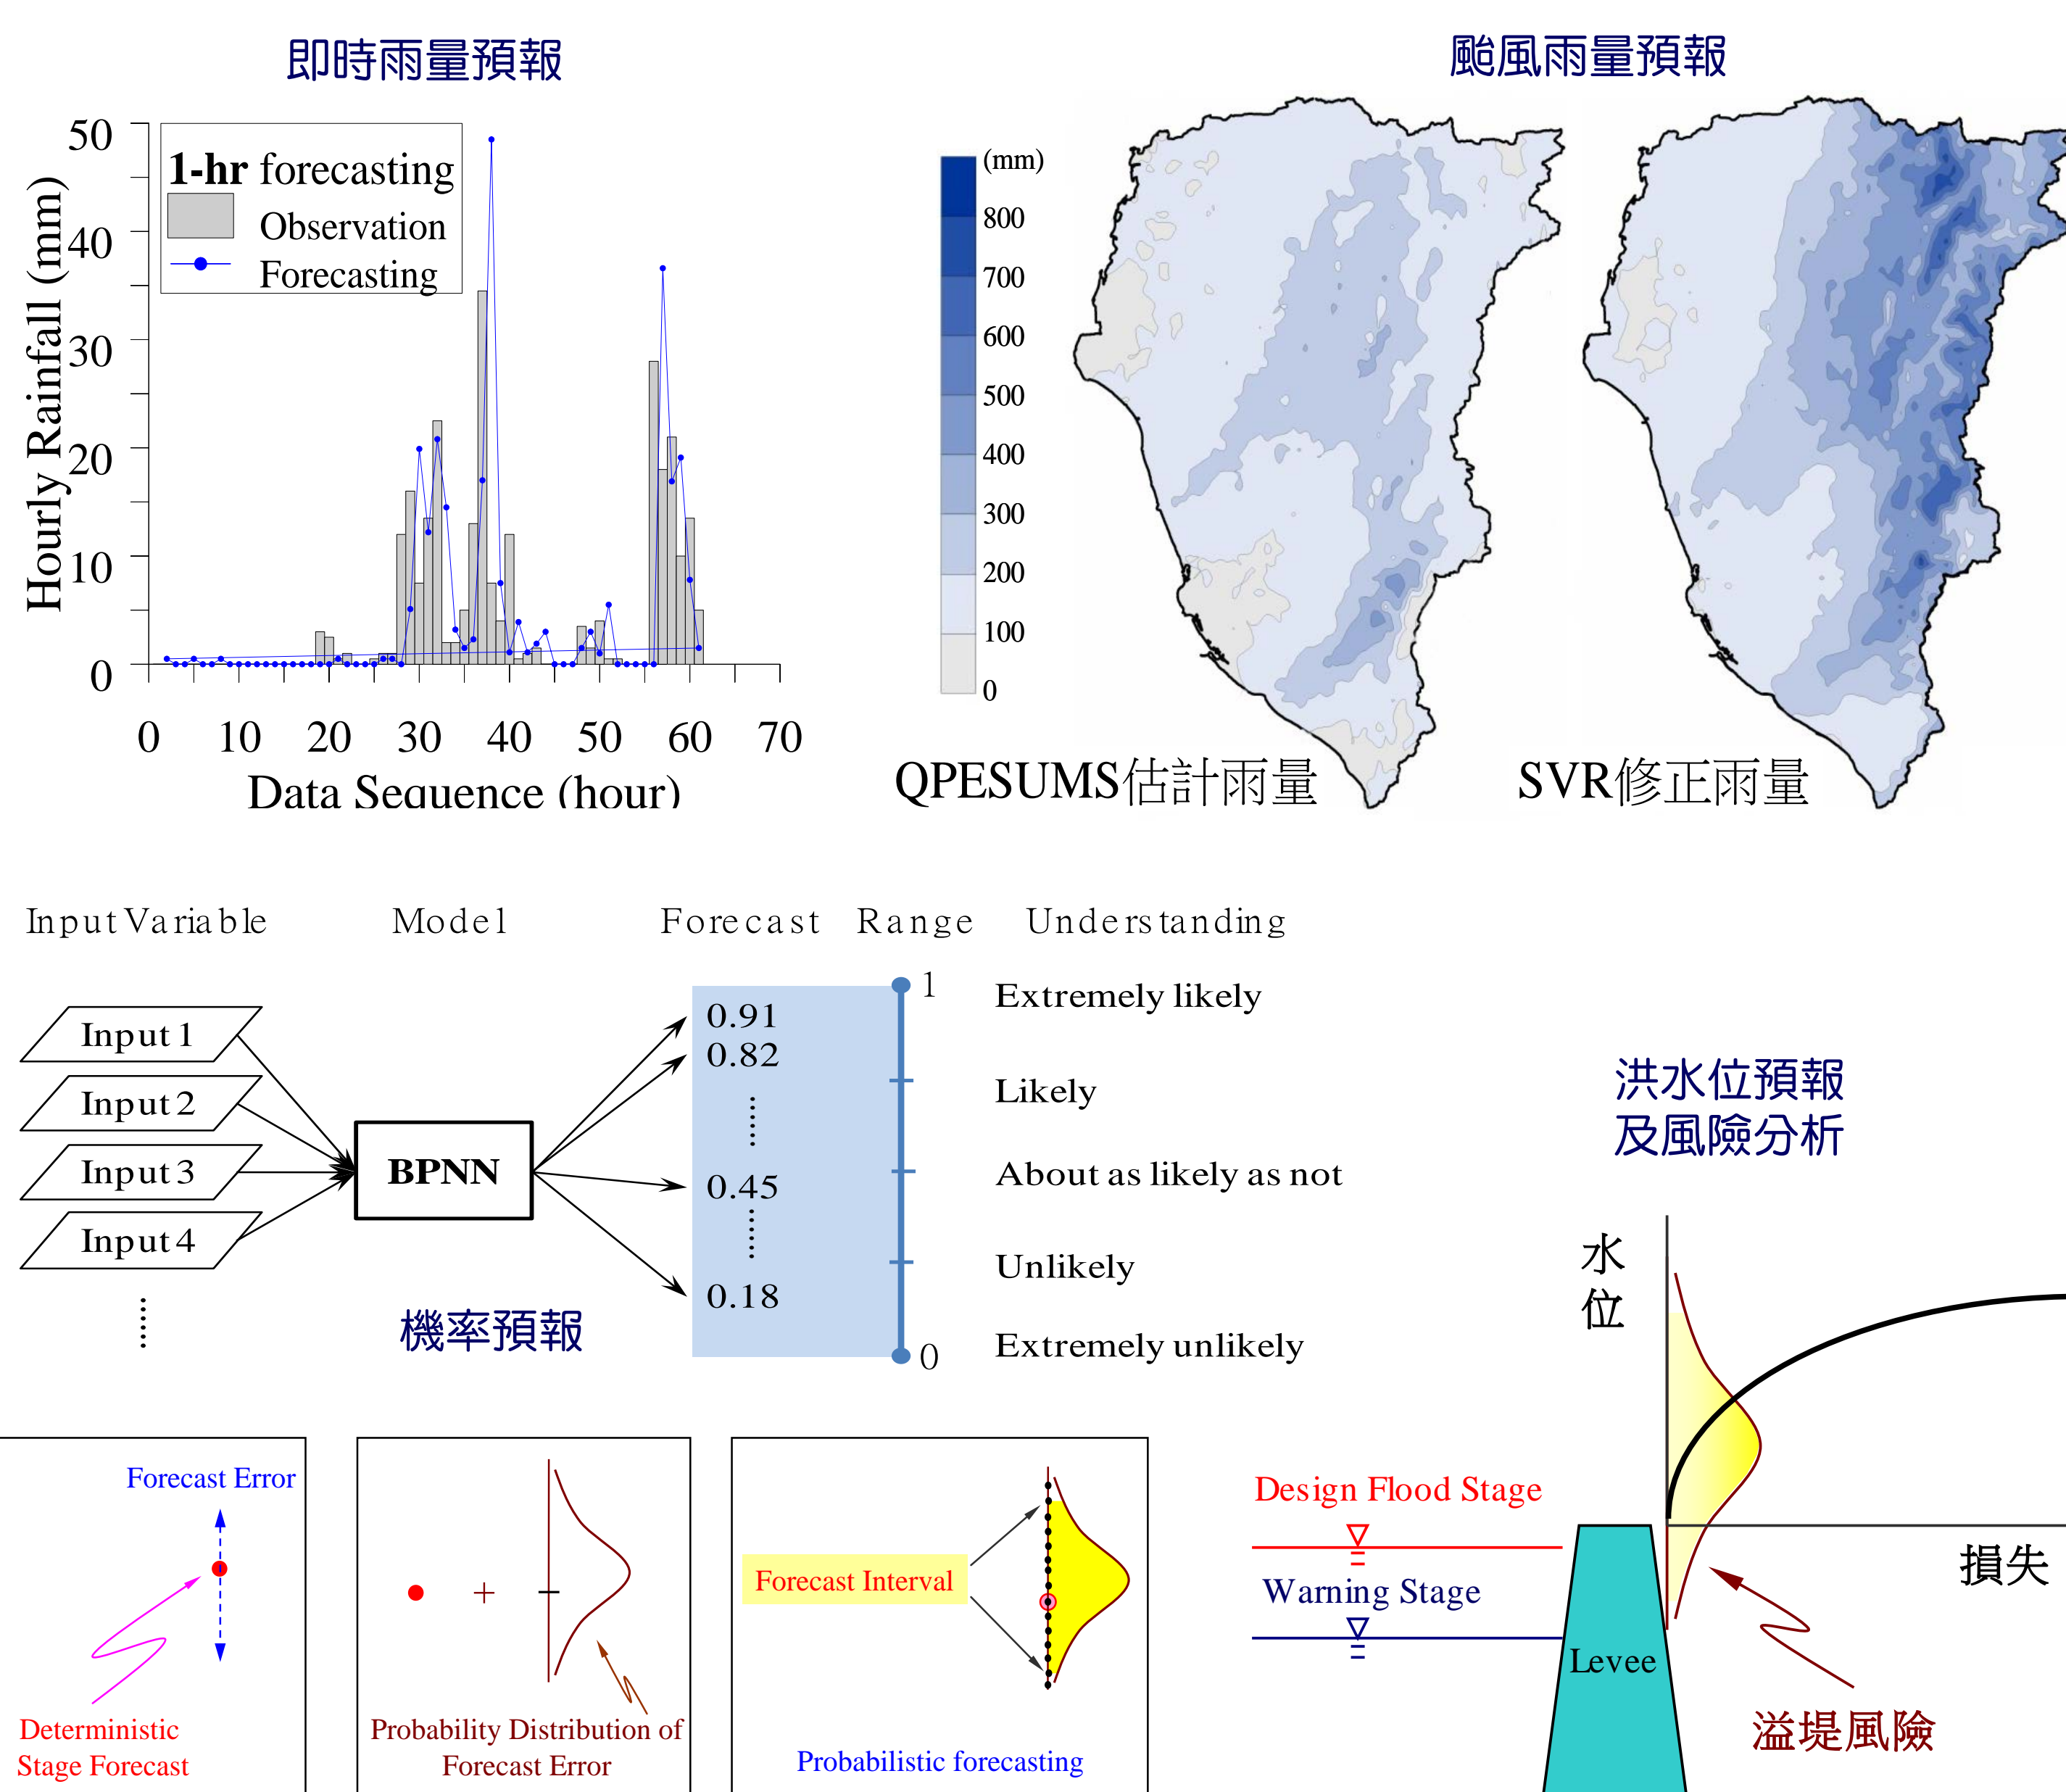 即時雨量預報
颱風雨量預報
50
40
30
20
10
0
Hourly Rainfall (mm)
1-hr forecasting
Observation
Forecasting
0 10 20 30 40 50 60 70
Data Sequence (hour)
(mm)
800
700
600
500
400
300
200
100
0
QPESUMS估計雨量
SVR修正雨量
Input Variable Model Forecast Range Understanding
Input 1
Input 2
Input 3
Input 4
BPNN
機率預報
0.91
0.82
0.45
0.18
1
0
Extremely likely
Likely
About as likely as not
Unlikely
Extremely unlikely
洪水位預報
及風險分析
水
位
損失
Design Flood Stage
Warning Stage
Levee
溢堤風險
Forecast Error
Deterministic
Stage Forecast
+
Probability Distribution of
Forecast Error
Forecast Interval
Probabilistic forecasting